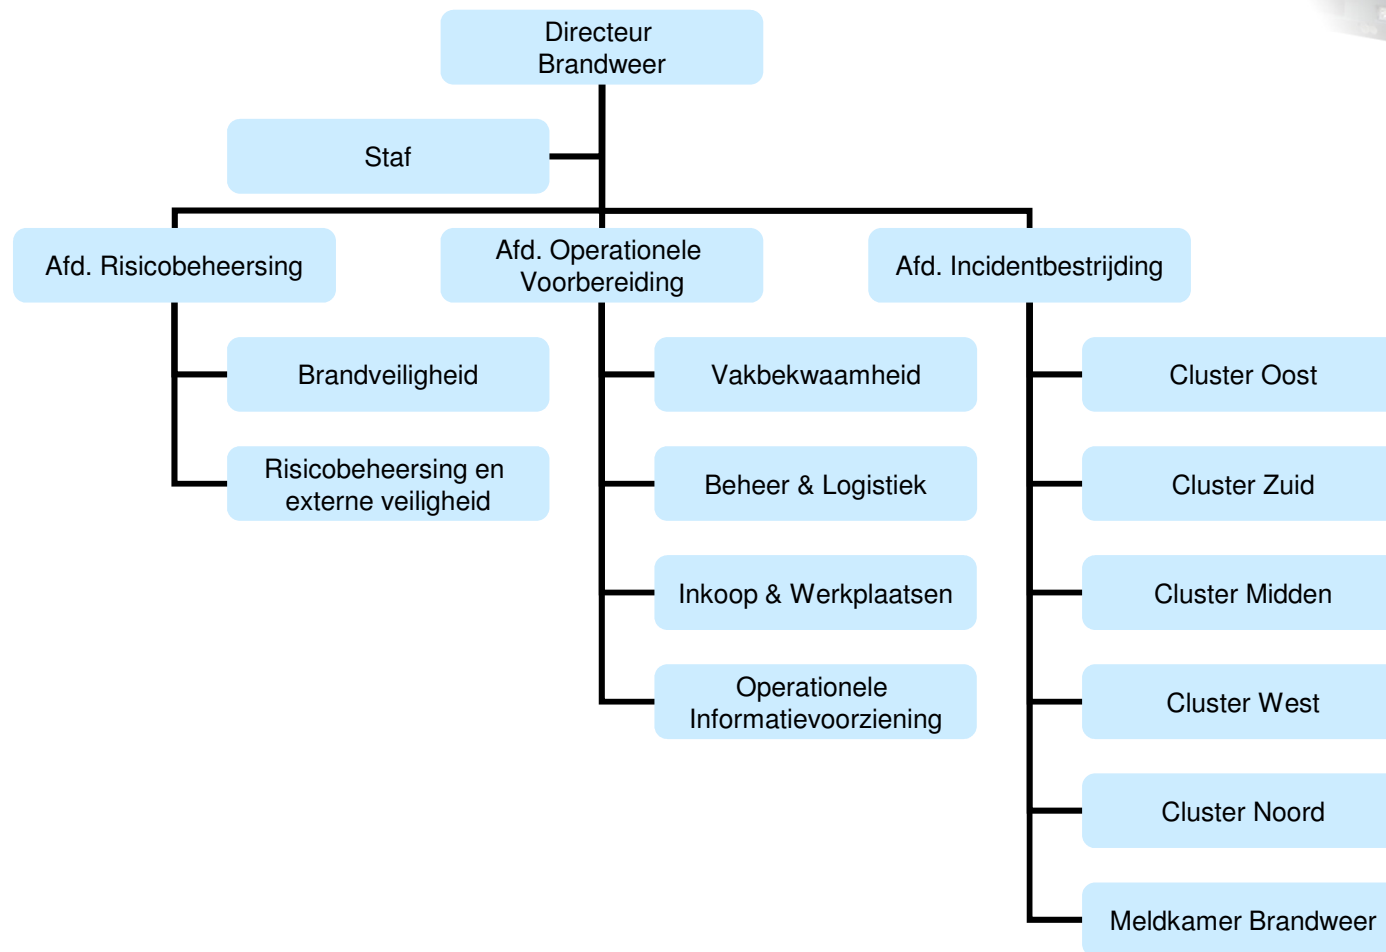 Directeur
Brandweer
Staf
Afd. Risicobeheersing
Afd. Operationele
Voorbereiding
Afd. Incidentbestrijding
Brandveiligheid
Risicobeheersing en
externe veiligheid
Vakbekwaamheid
Beheer & Logistiek
Inkoop & Werkplaatsen
Operationele
Informatievoorziening
Cluster Oost
Cluster Zuid
Cluster Midden
Cluster West
Cluster Noord
Meldkamer Brandweer